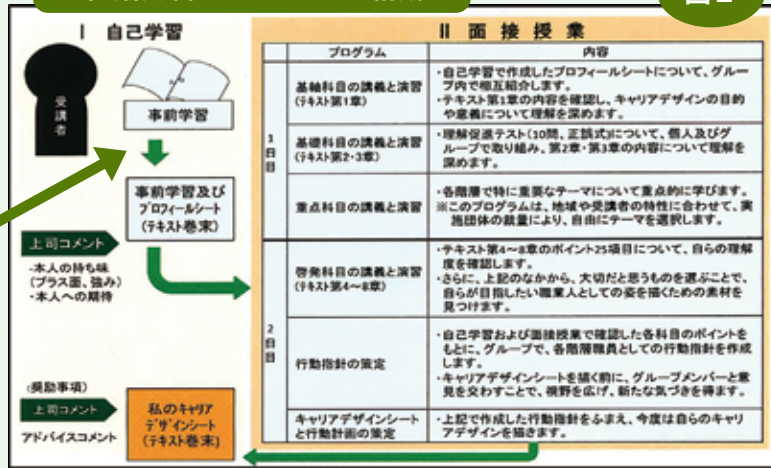 I 自己学習
受講者
事前学習
事前学習及び
プロフィールシート
(テキスト巻末)
上司コメント
・本人の持ち味
(プラス面、強み)
・本人への期待
(奨励事項)
上司コメント
アドバイスコメント
私のキャリア
デザインシート
(テキスト巻末)
II 面接授業
プログラム
内容
1日目
基軸科目の講義と演習
(テキスト第1章)
・自己学習で作成したプロフィールシートについて、グルー
プ内で相互紹介します。
・テキスト第1章の内容を確認し、キャリアデザインの目的
や意義について理解を深めます。
基礎科目の講義と演習
(テキスト第2・3章)
・理解促進テスト(10問、正誤式)について、個人及びグ
ループで取り組み、第2章・第3章の内容について理解を
深めます。
重点科目の講義と演習
・各階層で特に重要なテーマについて重点的に学びます。
※このプログラムは、地域や受講者の特性に合わせて、実
施団体の裁量により、自由にテーマを選択します。
2日目
啓発科目の講義と演習
(テキスト第4～8章)
・テキスト第4～8章のポイント25項目について、自らの理解
度を確認します。
・さらに、上記のなかから、大切だと思うものを選ぶことで、
自らが目指したい職業人としての姿を描くための素材を
見つけます。
行動指針の策定
・自己学習および面接授業で確認した各科目のポイントを
もとに、グループで、各階層職員としての行動指針を作成
します。
・キャリアデザインシートを描く前に、グループメンバーと意
見を交わすことで、視野を広げ、新たな気づきを得ます。
キャリアデザインシート
と行動計画の策定
・上記で作成した行動指針をふまえ、今度は自らのキャリ
アデザインを描きます。